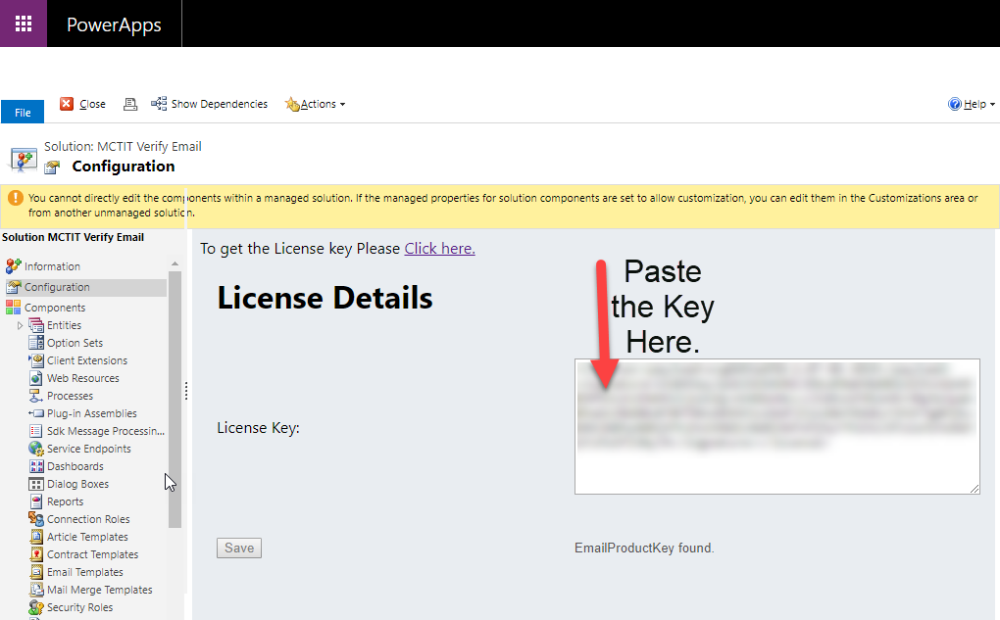 PowerApps
File
Close
Show Dependencies
Actions
Help
Solution: MCTIT Verify Email
Configuration
You cannot directly edit the components within a managed solution. If the managed properties for solution components are set to allow customization, you can edit them in the Customizations area or
from another unmanaged solution.
Solution MCTIT Verify Email
Information
Configuration
Components
Entities
Option Sets
Client Extensions
Web Resources
Processes
Plug-in Assemblies
Sdk Message Processin...
Service Endpoints
Dashboards
Dialog Boxes
Reports
Connection Roles
Article Templates
Contract Templates
Email Templates
Mail Merge Templates
Security Roles
To get the License key Please Click here.
License Details
Paste
the Key
Here.
License Key:
Save
EmailProductKey found.